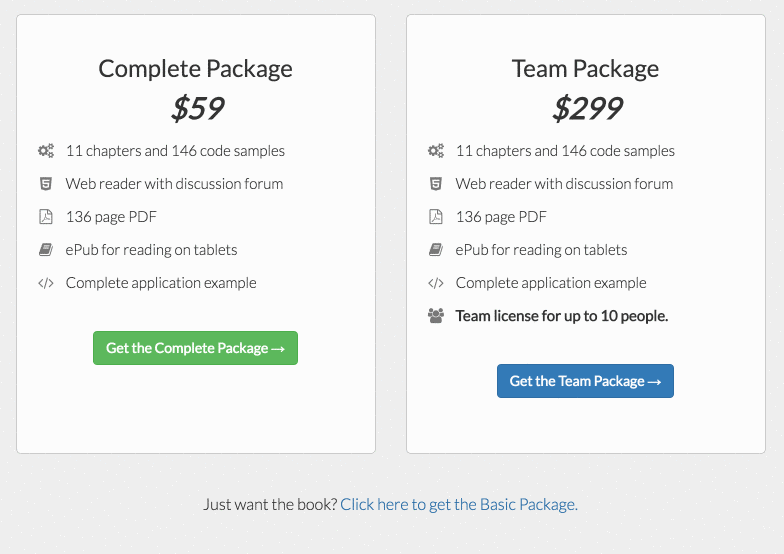 Complete Package
$59
11 chapters and 146 code samples
Web reader with discussion forum
136 page PDF
ePub for reading on tablets
Complete application example
Get the Complete Package →
Team Package
$299
11 chapters and 146 code samples
Web reader with discussion forum
136 page PDF
ePub for reading on tablets
Complete application example
Team license for up to 10 people.
Get the Team Package →
Just want the book? Click here to get the Basic Package.